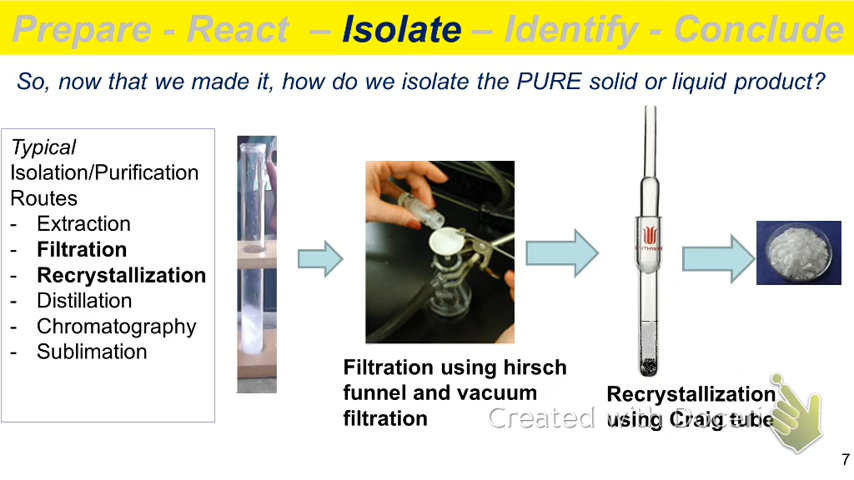 Prepare - React – Isolate – Identify - Conclude
So, now that we made it, how do we isolate the PURE solid or liquid product?
Typical
Isolation/Purification
Routes
- Extraction
- Filtration
- Recrystallization
- Distillation
- Chromatography
- Sublimation
Filtration using hirsch
funnel and vacuum
filtration
Recrystallization
using Craig tube
Created with
7